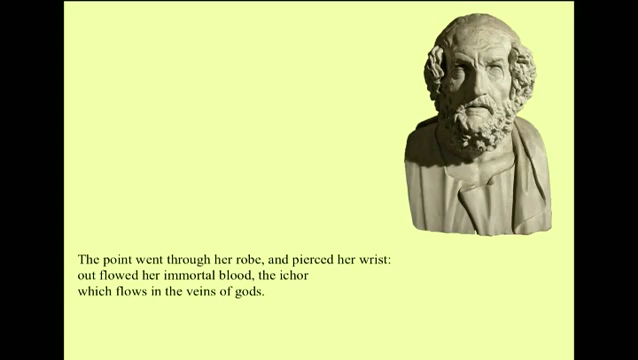 The point went through her robe, and pierced her wrist:
out flowed her immortal blood, the ichor
which flows in the veins of gods.